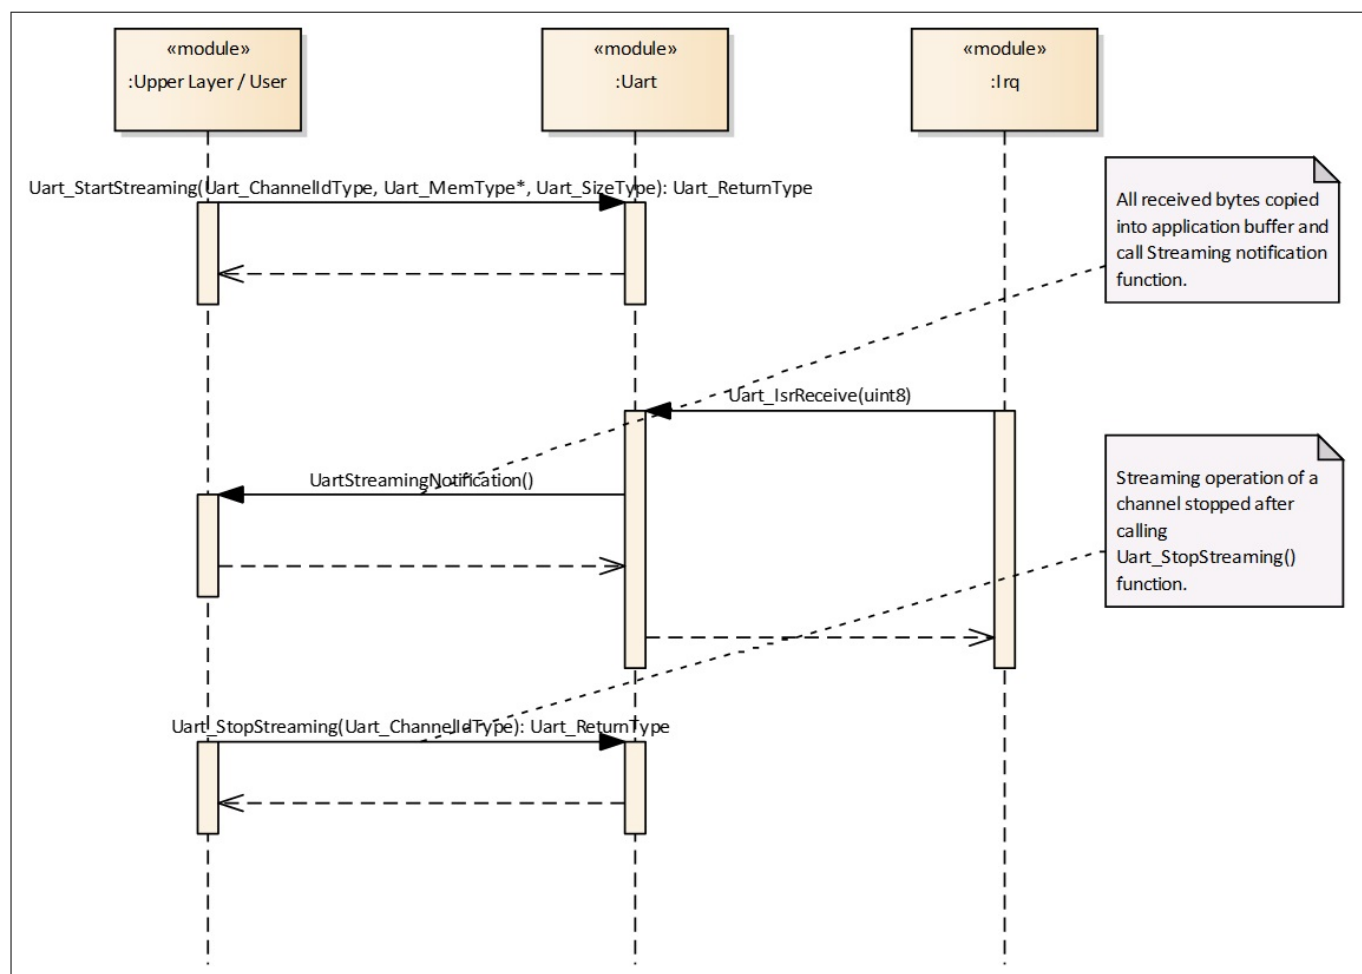 «module»
:Upper Layer / User
«module»
:Uart
«module»
:Irq
Uart_StartStreaming(Uart_ChannelIdType, Uart_MemType*, Uart_SizeType): Uart_ReturnType
All received bytes copied
into application buffer and
call Streaming notification
function.
Uart_IsrReceive(uint8)
UartStreamingNotification()
Streaming operation of a
channel stopped after
calling
Uart_StopStreaming()
function.
Uart_StopStreaming(Uart_ChannelIdType): Uart_ReturnType